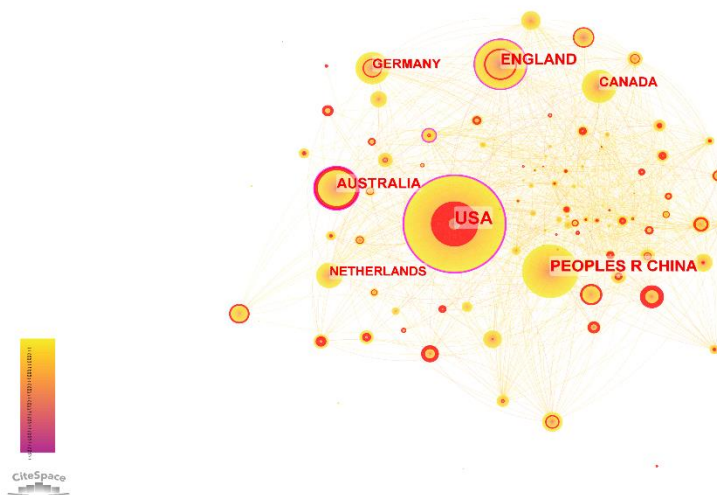 ENGLAND
GERMANY
CANADA
AUSTRALIA
USA
PEOPLES R CHINA
NETHERLANDS
CiteSpace